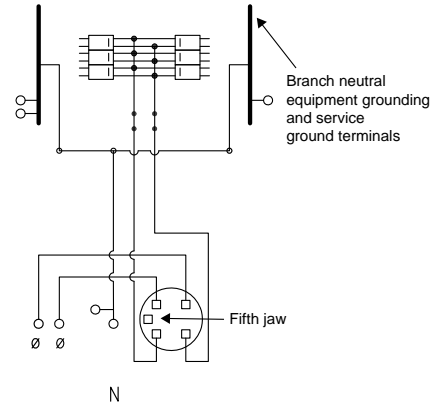 Branch neutral
equipment grounding
and service
ground terminals
Fifth jaw
Ø Ø
N